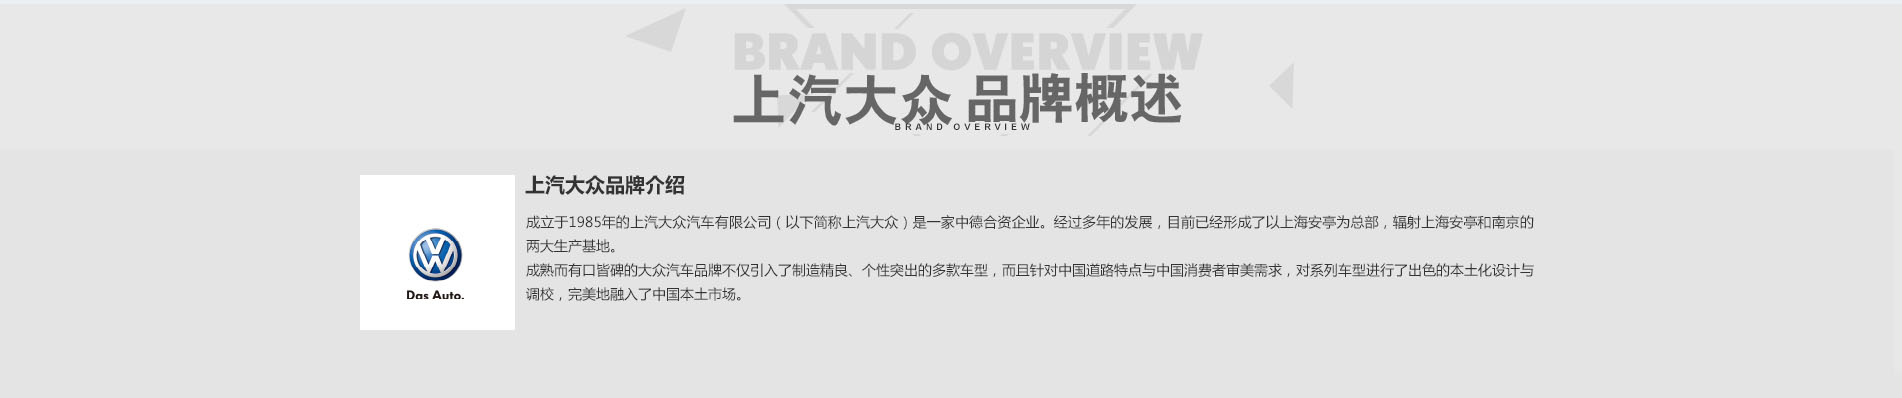 BRAND OVERVIEW
上汽大众 品牌概述
BRAND OVERVIEW
上汽大众品牌介绍
成立于1985年的上汽大众汽车有限公司（以下简称上汽大众）是一家中德合资企业。经过多年的发展，目前已经形成了以上海安亭为总部，辐射上海安亭和南京的
两大生产基地。
成熟而有口皆碑的大众汽车品牌不仅引入了制造精良、个性突出的多款车型，而且针对中国道路特点与中国消费者审美需求，对系列车型进行了出色的本土化设计与
调校，完美地融入了中国本土市场。
Das Auto.